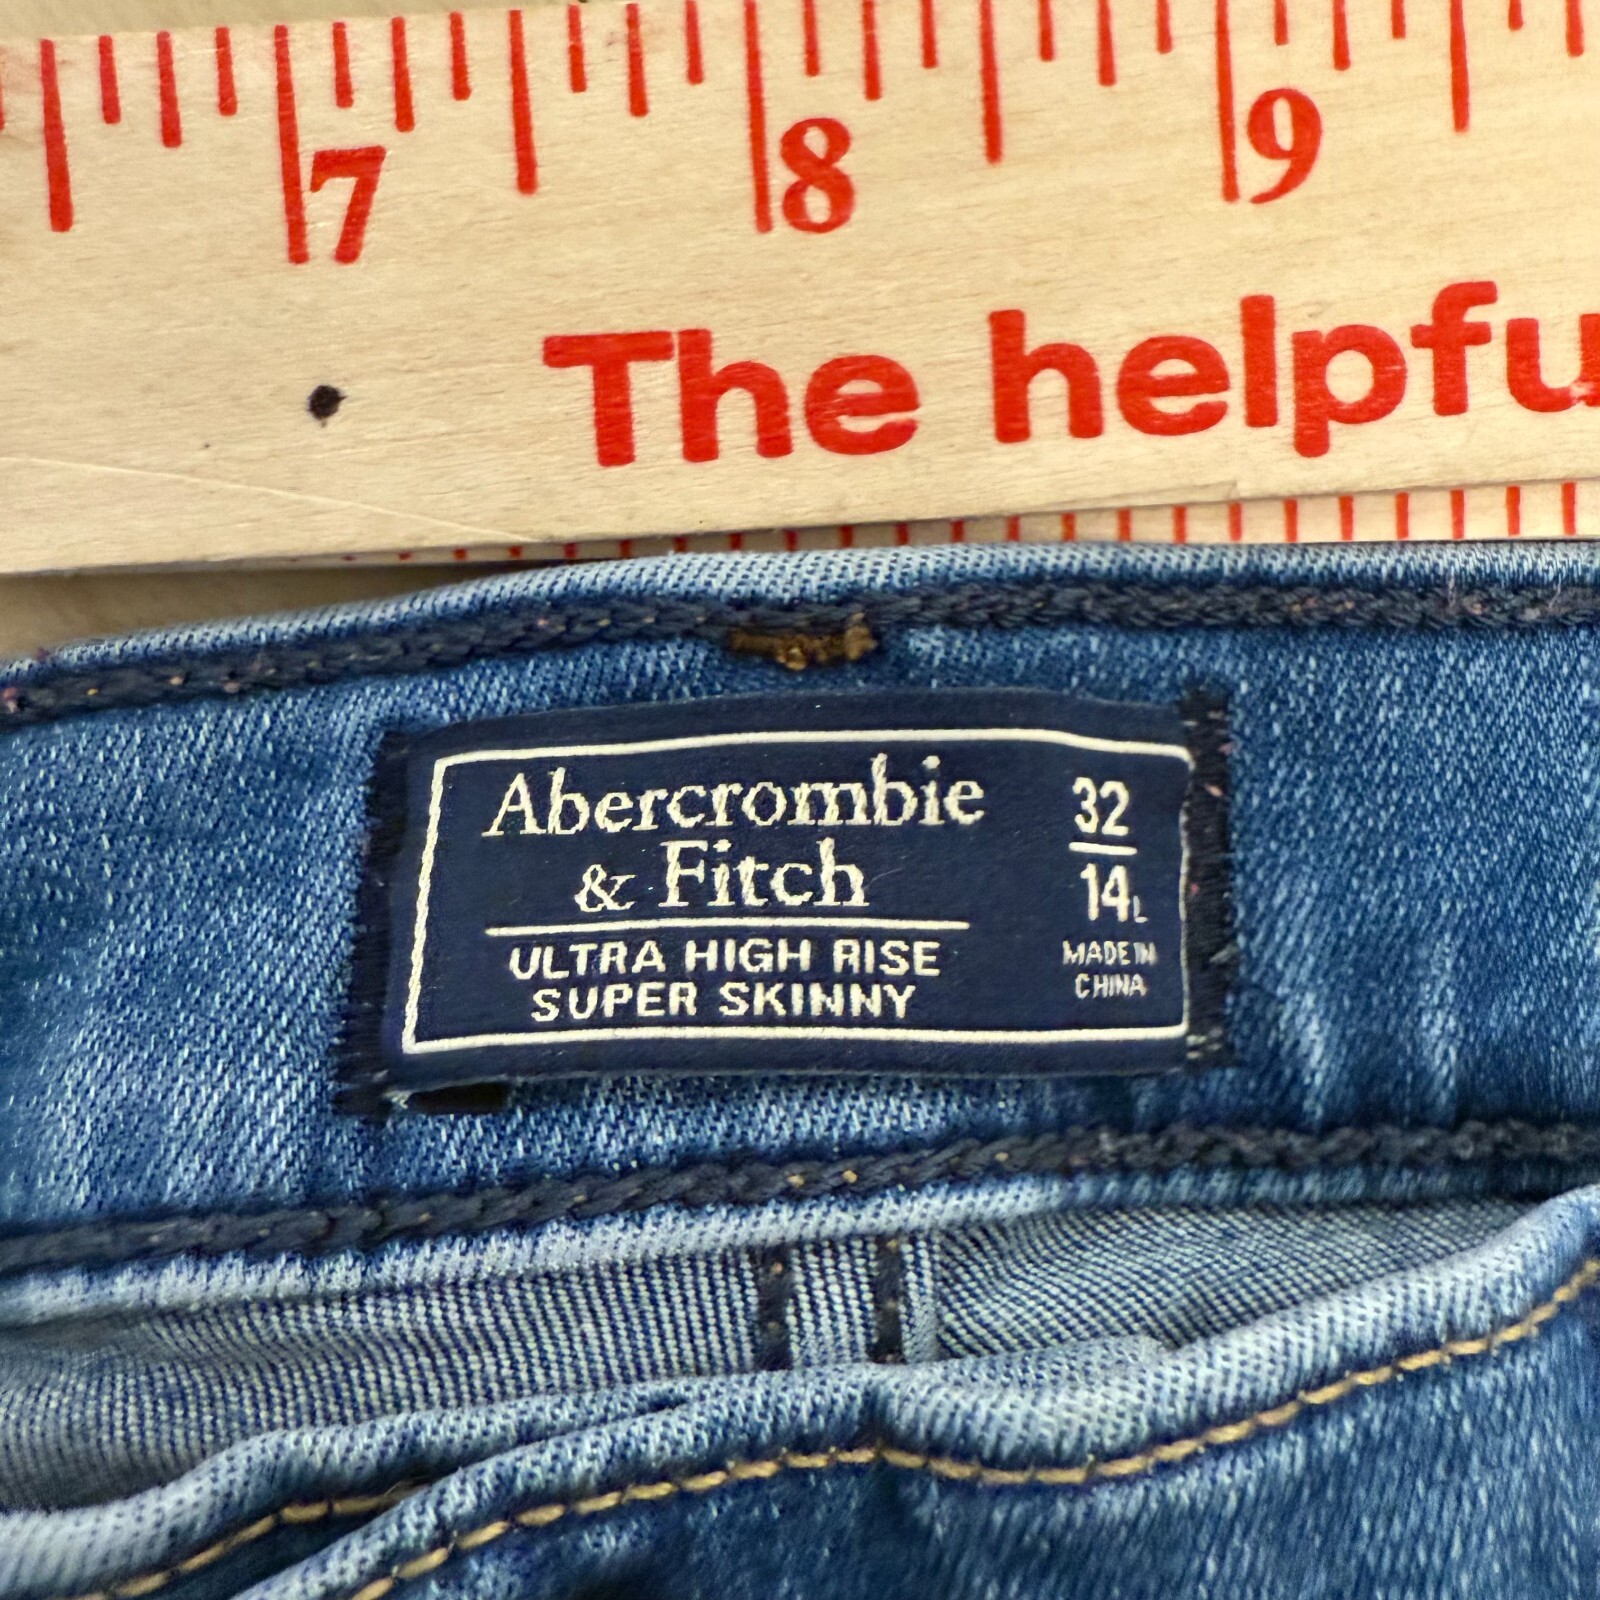 7 8 9
The helpfu
Abercrombie
& Fitch
ULTRA HIGH RISE
SUPER SKINNY
32
14L
MADE IN
CHINA